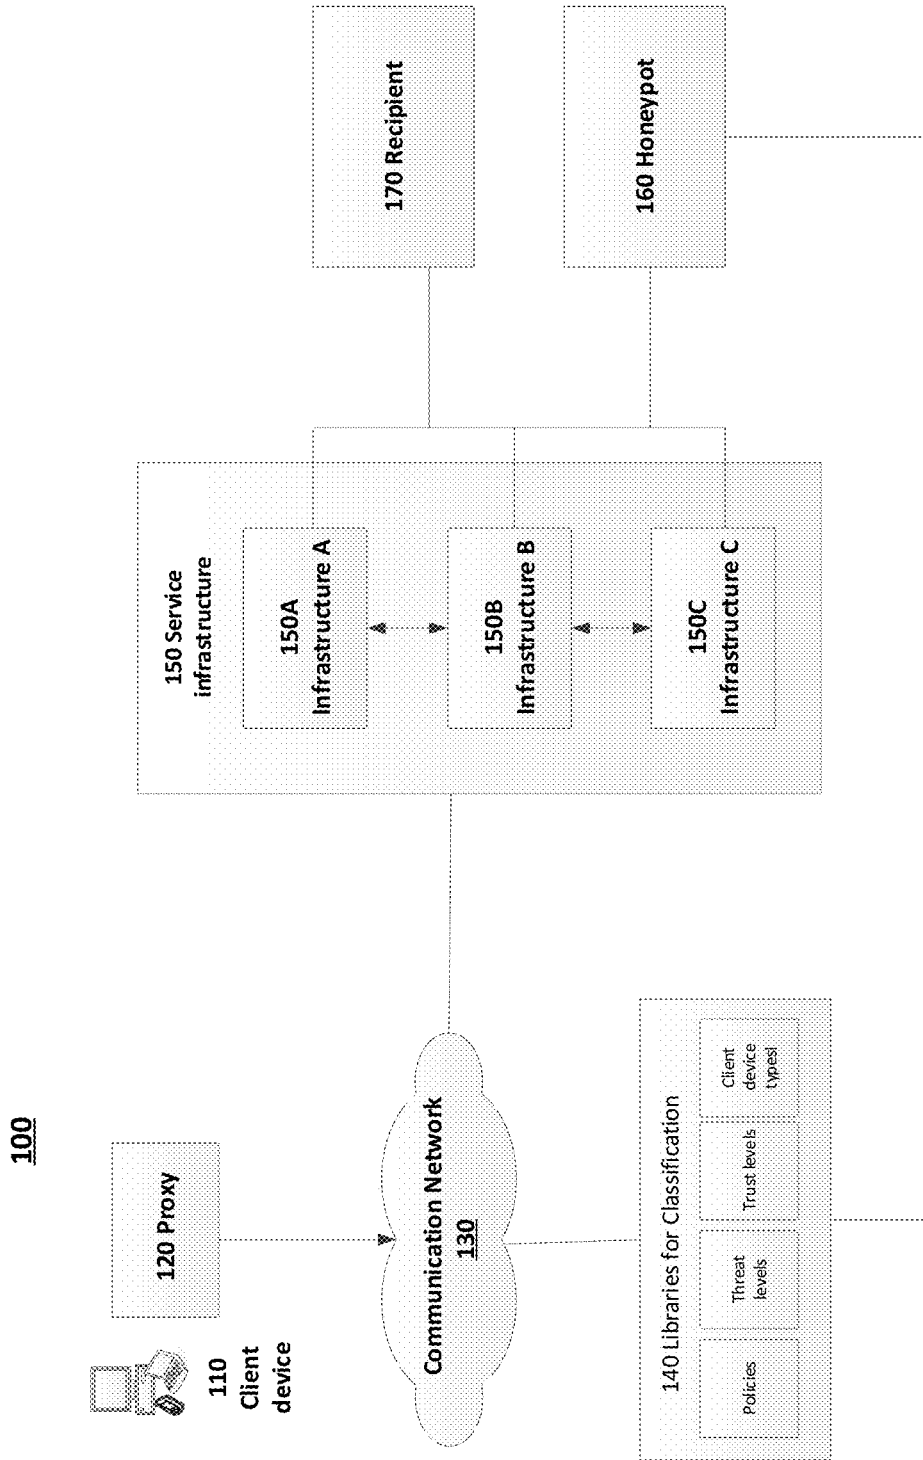 100
110
Client
device
120 Proxy
Communication Network
130
140 Libraries for Classification
Policies
Threat
levels
Trust levels
Client
device
types!
150 Service
infrastructure
150A
Infrastructure A
150B
Infrastructure B
150C
Infrastructure C
170 Recipient
160 Honeypot